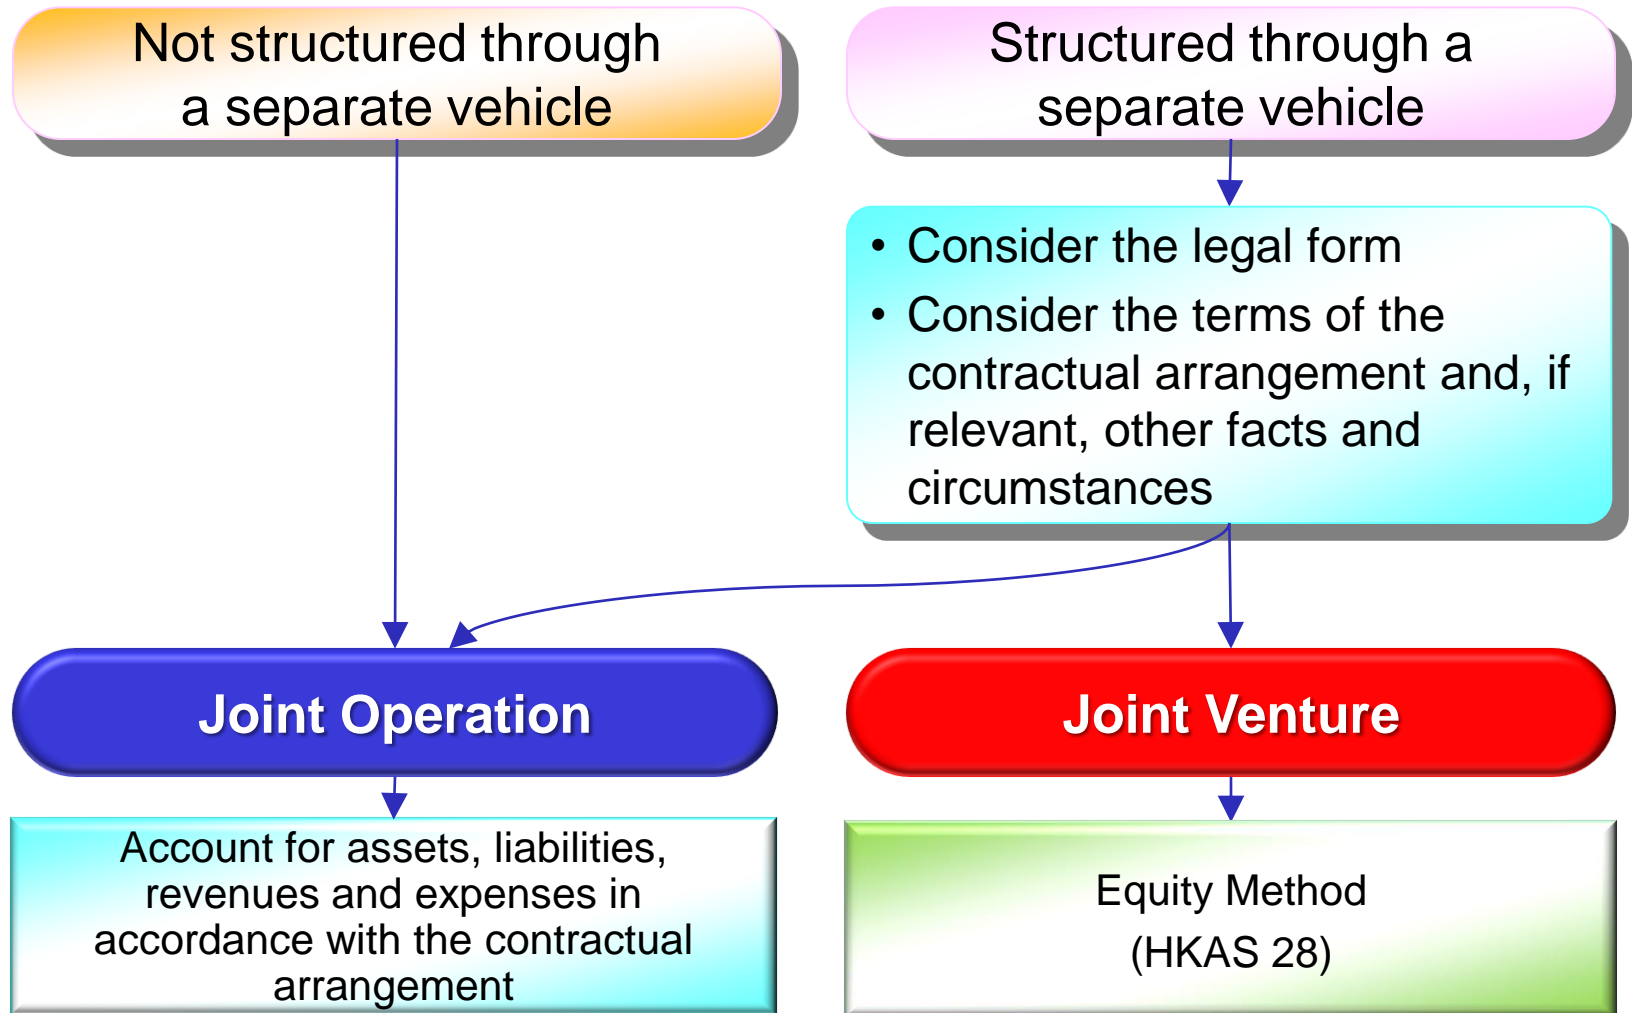 Not structured through
a separate vehicle
Structured through a
separate vehicle
• Consider the legal form
• Consider the terms of the
contractual arrangement and, if
relevant, other facts and
circumstances
Joint Operation
Joint Venture
Account for assets, liabilities,
revenues and expenses in
accordance with the contractual
arrangement
Equity Method
(HKAS 28)